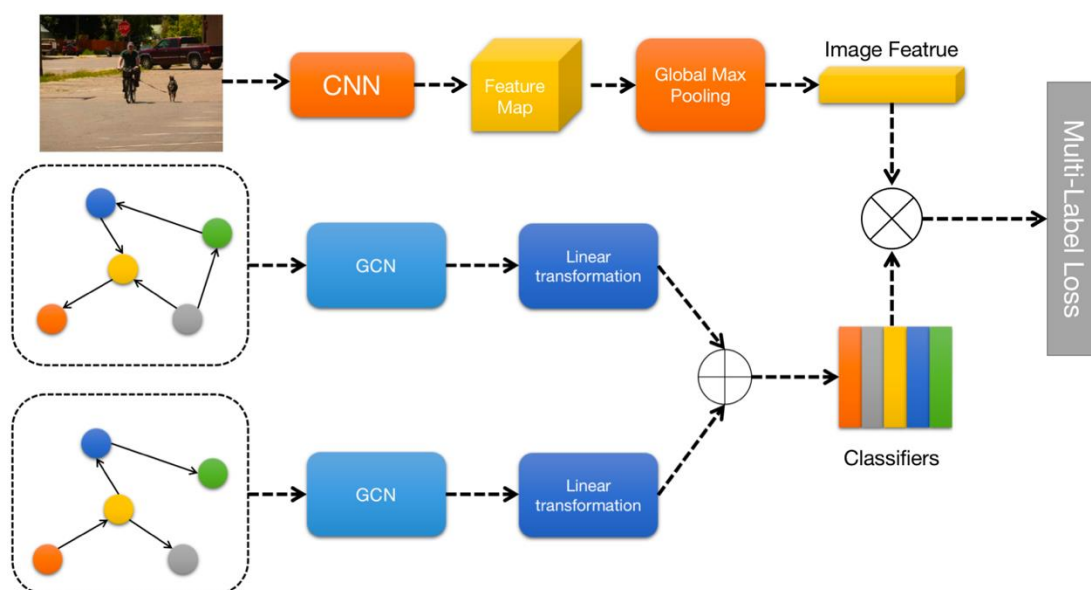 Image Featrue
CNN
Feature
Map
Global Max
Pooling
Multi-Label Loss
GCN
Linear
transformation
Classifiers
GCN
Linear
transformation